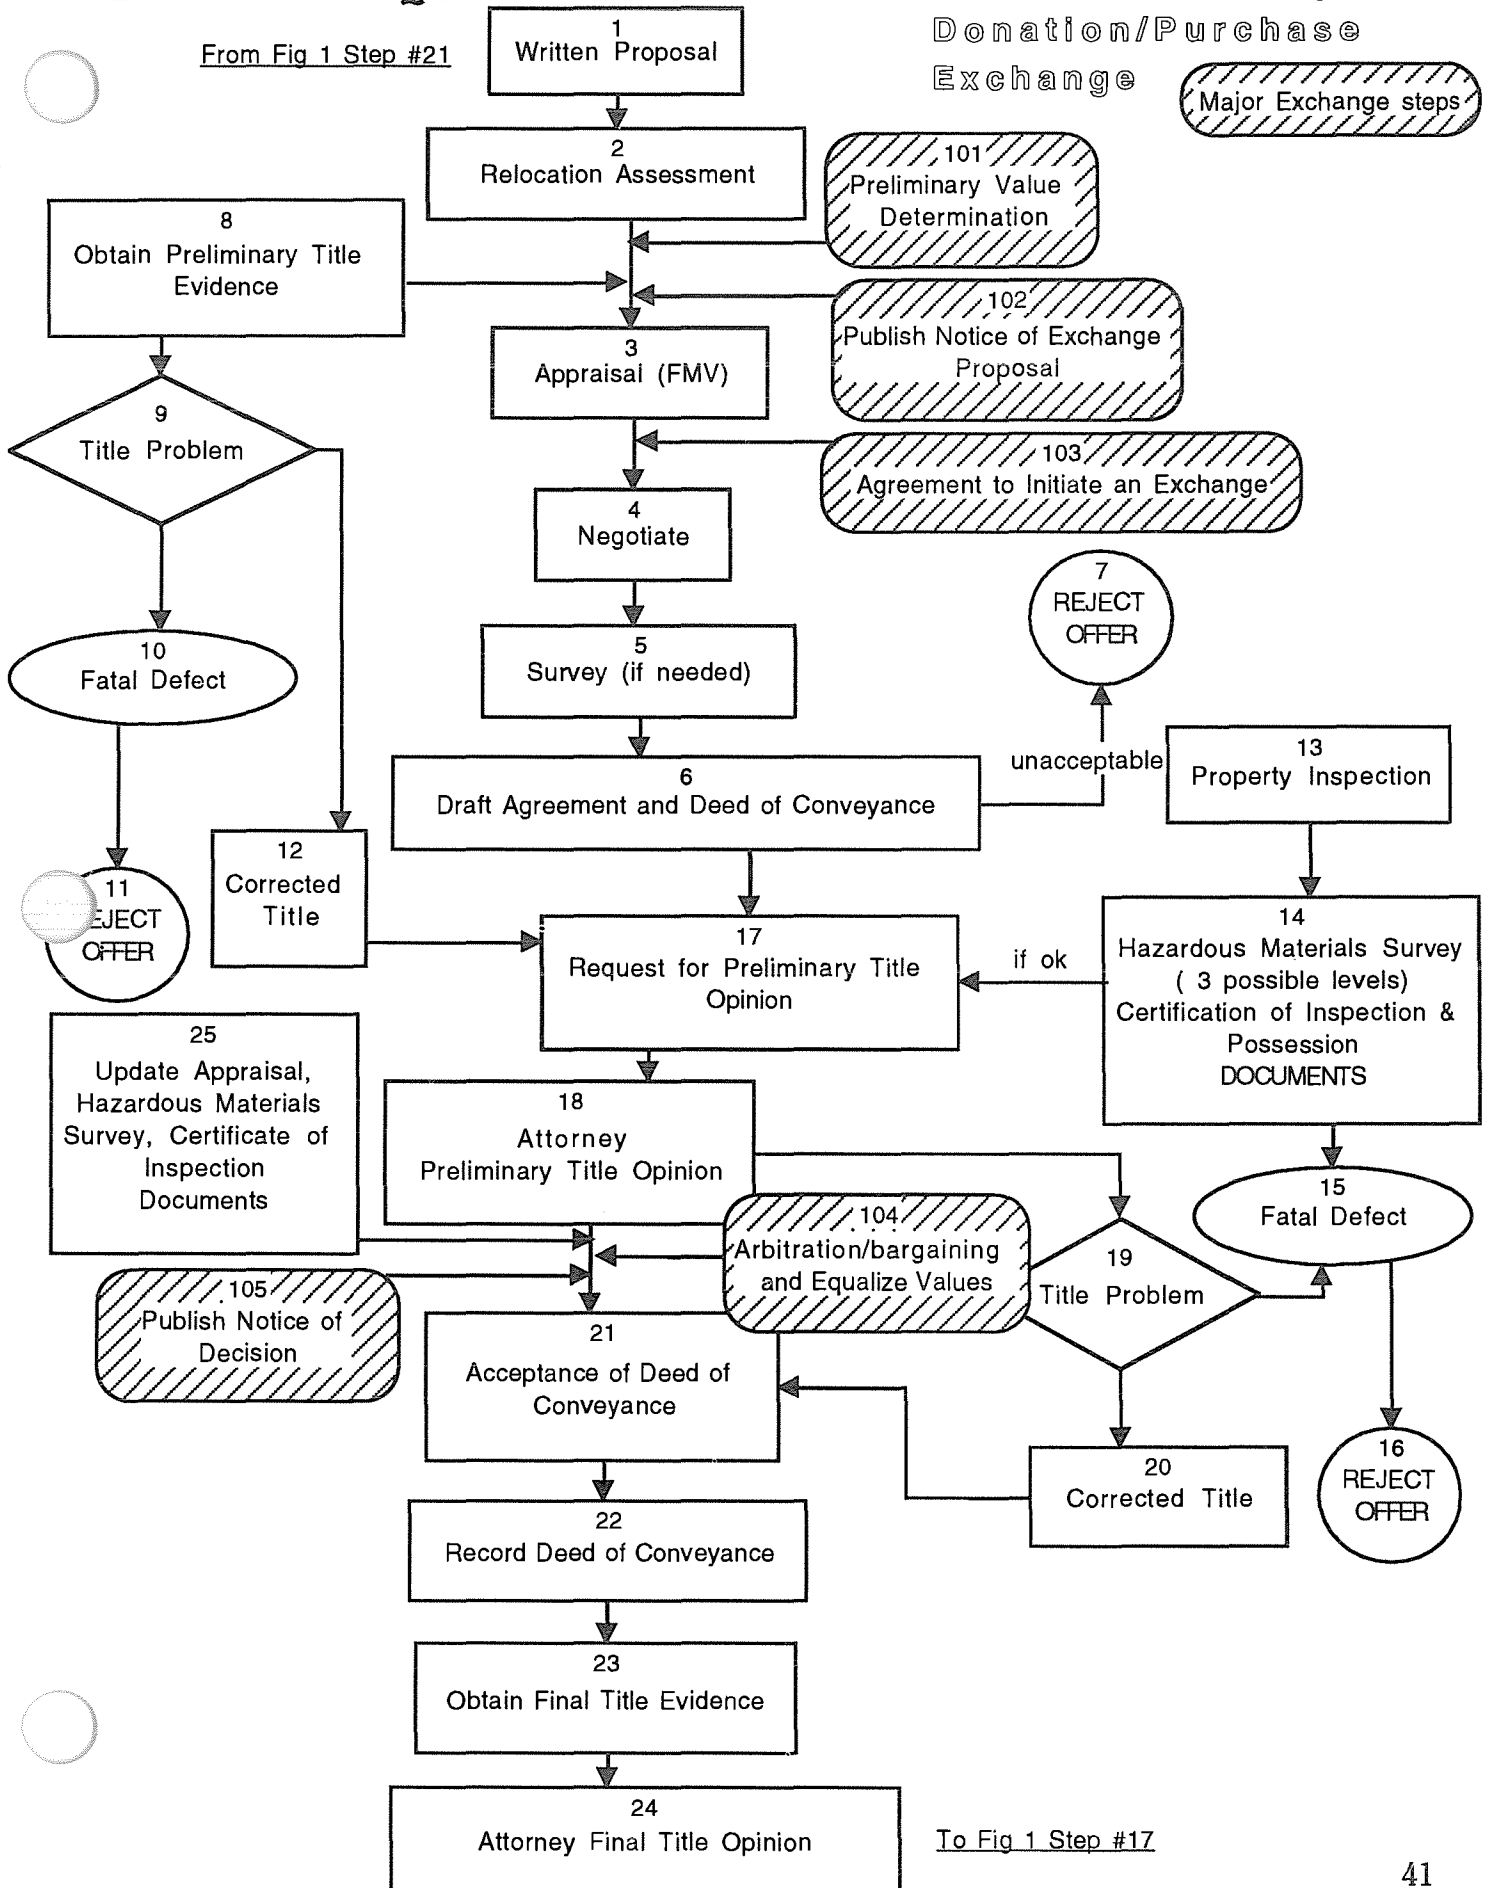 From Fig 1 Step #21
1
Written Proposal
Donation/Purchase
Exchange
Major Exchange steps
2
Relocation Assessment
101
Preliminary Value
Determination
8
Obtain Preliminary Title
Evidence
102
Publish Notice of Exchange
Proposal
3
Appraisal (FMV)
9
Title Problem
103
Agreement to Initiate an Exchange
4
Negotiate
7
REJECT
OFFER
5
Survey (if needed)
10
Fatal Defect
unacceptable
13
Property Inspection
6
Draft Agreement and Deed of Conveyance
12
Corrected
Title
11
EJECT
OFFER
17
Request for Preliminary Title
Opinion
if ok
14
Hazardous Materials Survey
( 3 possible levels)
Certification of Inspection &
Possession
DOCUMENTS
25
Update Appraisal,
Hazardous Materials
Survey, Certificate of
Inspection
Documents
18
Attorney
Preliminary Title Opinion
15
Fatal Defect
104
Arbitration/bargaining
and Equalize Values
19
Title Problem
105
Publish Notice of
Decision
21
Acceptance of Deed of
Conveyance
16
REJECT
OFFER
20
Corrected Title
22
Record Deed of Conveyance
23
Obtain Final Title Evidence
24
Attorney Final Title Opinion
To Fig 1 Step #17
41